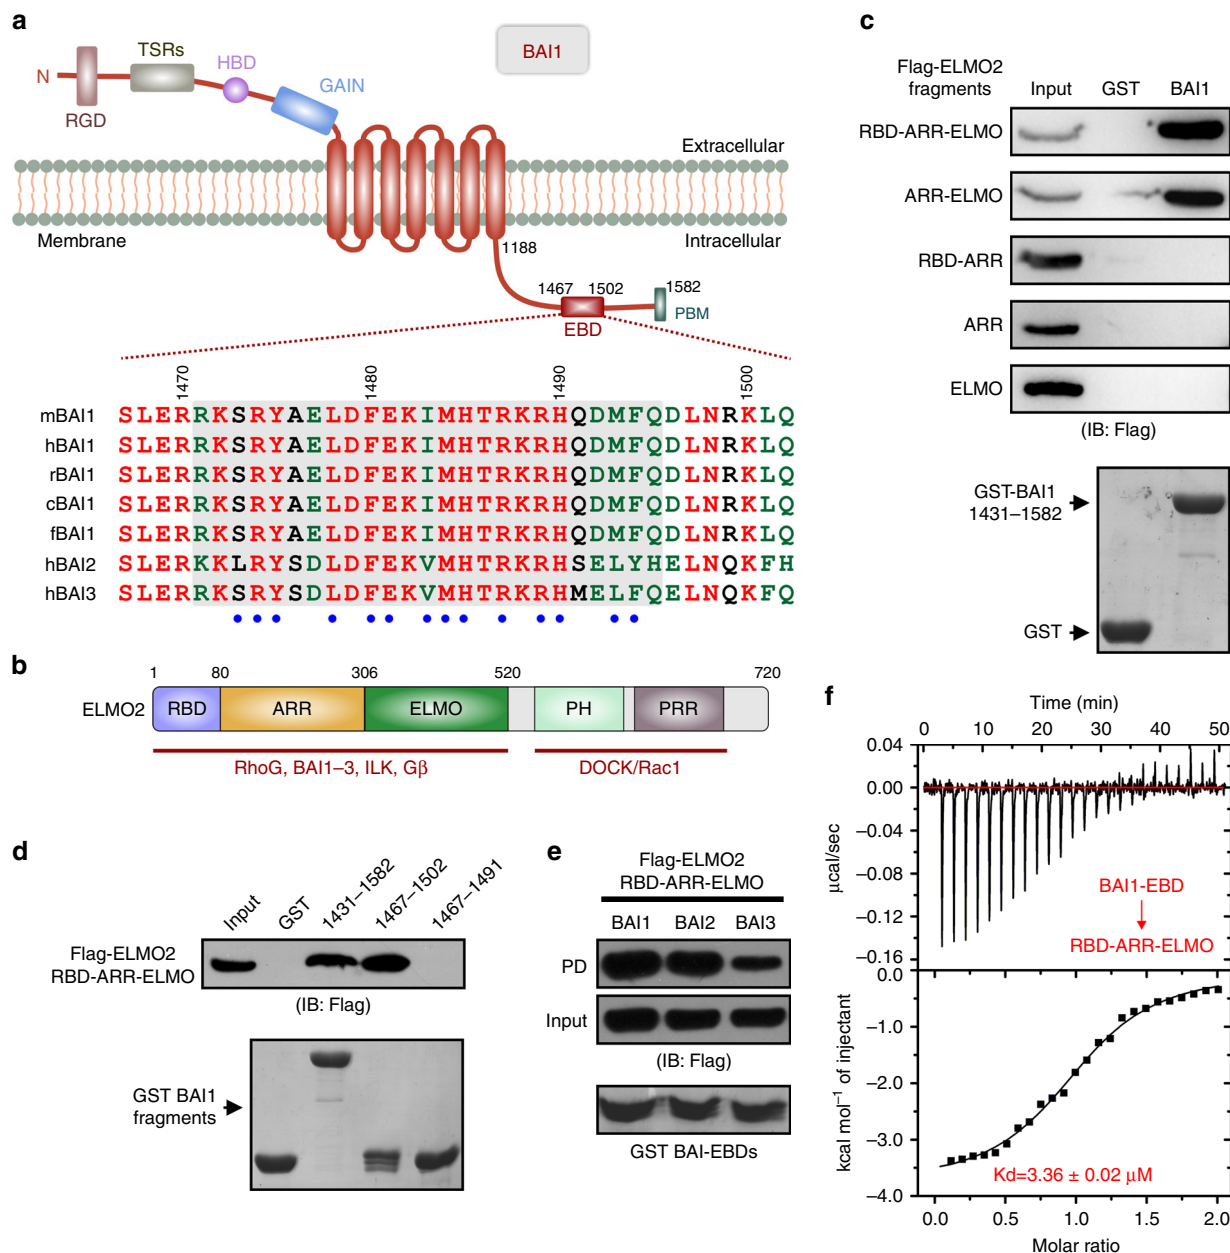 a
BAI1
N
RGD
TSRs
HBD
GAIN
Extracellular
Membrane
Intracellular
1188
1467
1502
1582
EBD
PBM
1470
1480
1490
1500
mBAI1 SLERRKSRYAELDFEKIMHTRKRHQDMFQDLNRKLQ
hBAI1 SLERRKSRYAELDFEKIMHTRKRHQDMFQDLNRKLQ
rBAI1 SLERRKSRYAELDFEKIMHTRKRHQDMFQDLNRKLQ
cBAI1 SLERRKSRYAELDFEKIMHTRKRHQDMFQDLNRKLQ
fBAI1 SLERRKSRYAELDFEKIMHTRKRHQDMFQDLNRKLQ
hBAI2 SLERKKLRYSDLDFEKVMHTRKRHSELYHELNQKFH
hBAI3 SLERRKSRYSDLDFEKVMHTRKRHMELFQELNQKFQ
b
1 80 306 520 720
ELMO2 RBD ARR ELMO PH PRR
RhoG, BAI1–3, ILK, Gβ
DOCK/Rac1
c
Flag-ELMO2
fragments
Input GST BAI1
RBD-ARR-ELMO
ARR-ELMO
RBD-ARR
ARR
ELMO
(IB: Flag)
GST-BAI1
1431–1582
GST
d
Input
GST
1431–1582
1467–1502
1467–1491
Flag-ELMO2
RBD-ARR-ELMO
(IB: Flag)
GST BAI1
fragments
e
Flag-ELMO2
RBD-ARR-ELMO
BAI1 BAI2 BAI3
PD
Input
(IB: Flag)
GST BAI-EBDs
f
Time (min)
0 10 20 30 40 50
0.04
0.00
−0.04
−0.08
−0.12
−0.16
µcal/sec
BAI1-EBD
RBD-ARR-ELMO
0.0
−1.0
−2.0
−3.0
−4.0
kcal mol⁻¹ of injectant
Kd=3.36 ± 0.02 µM
0.0 0.5 1.0 1.5 2.0
Molar ratio